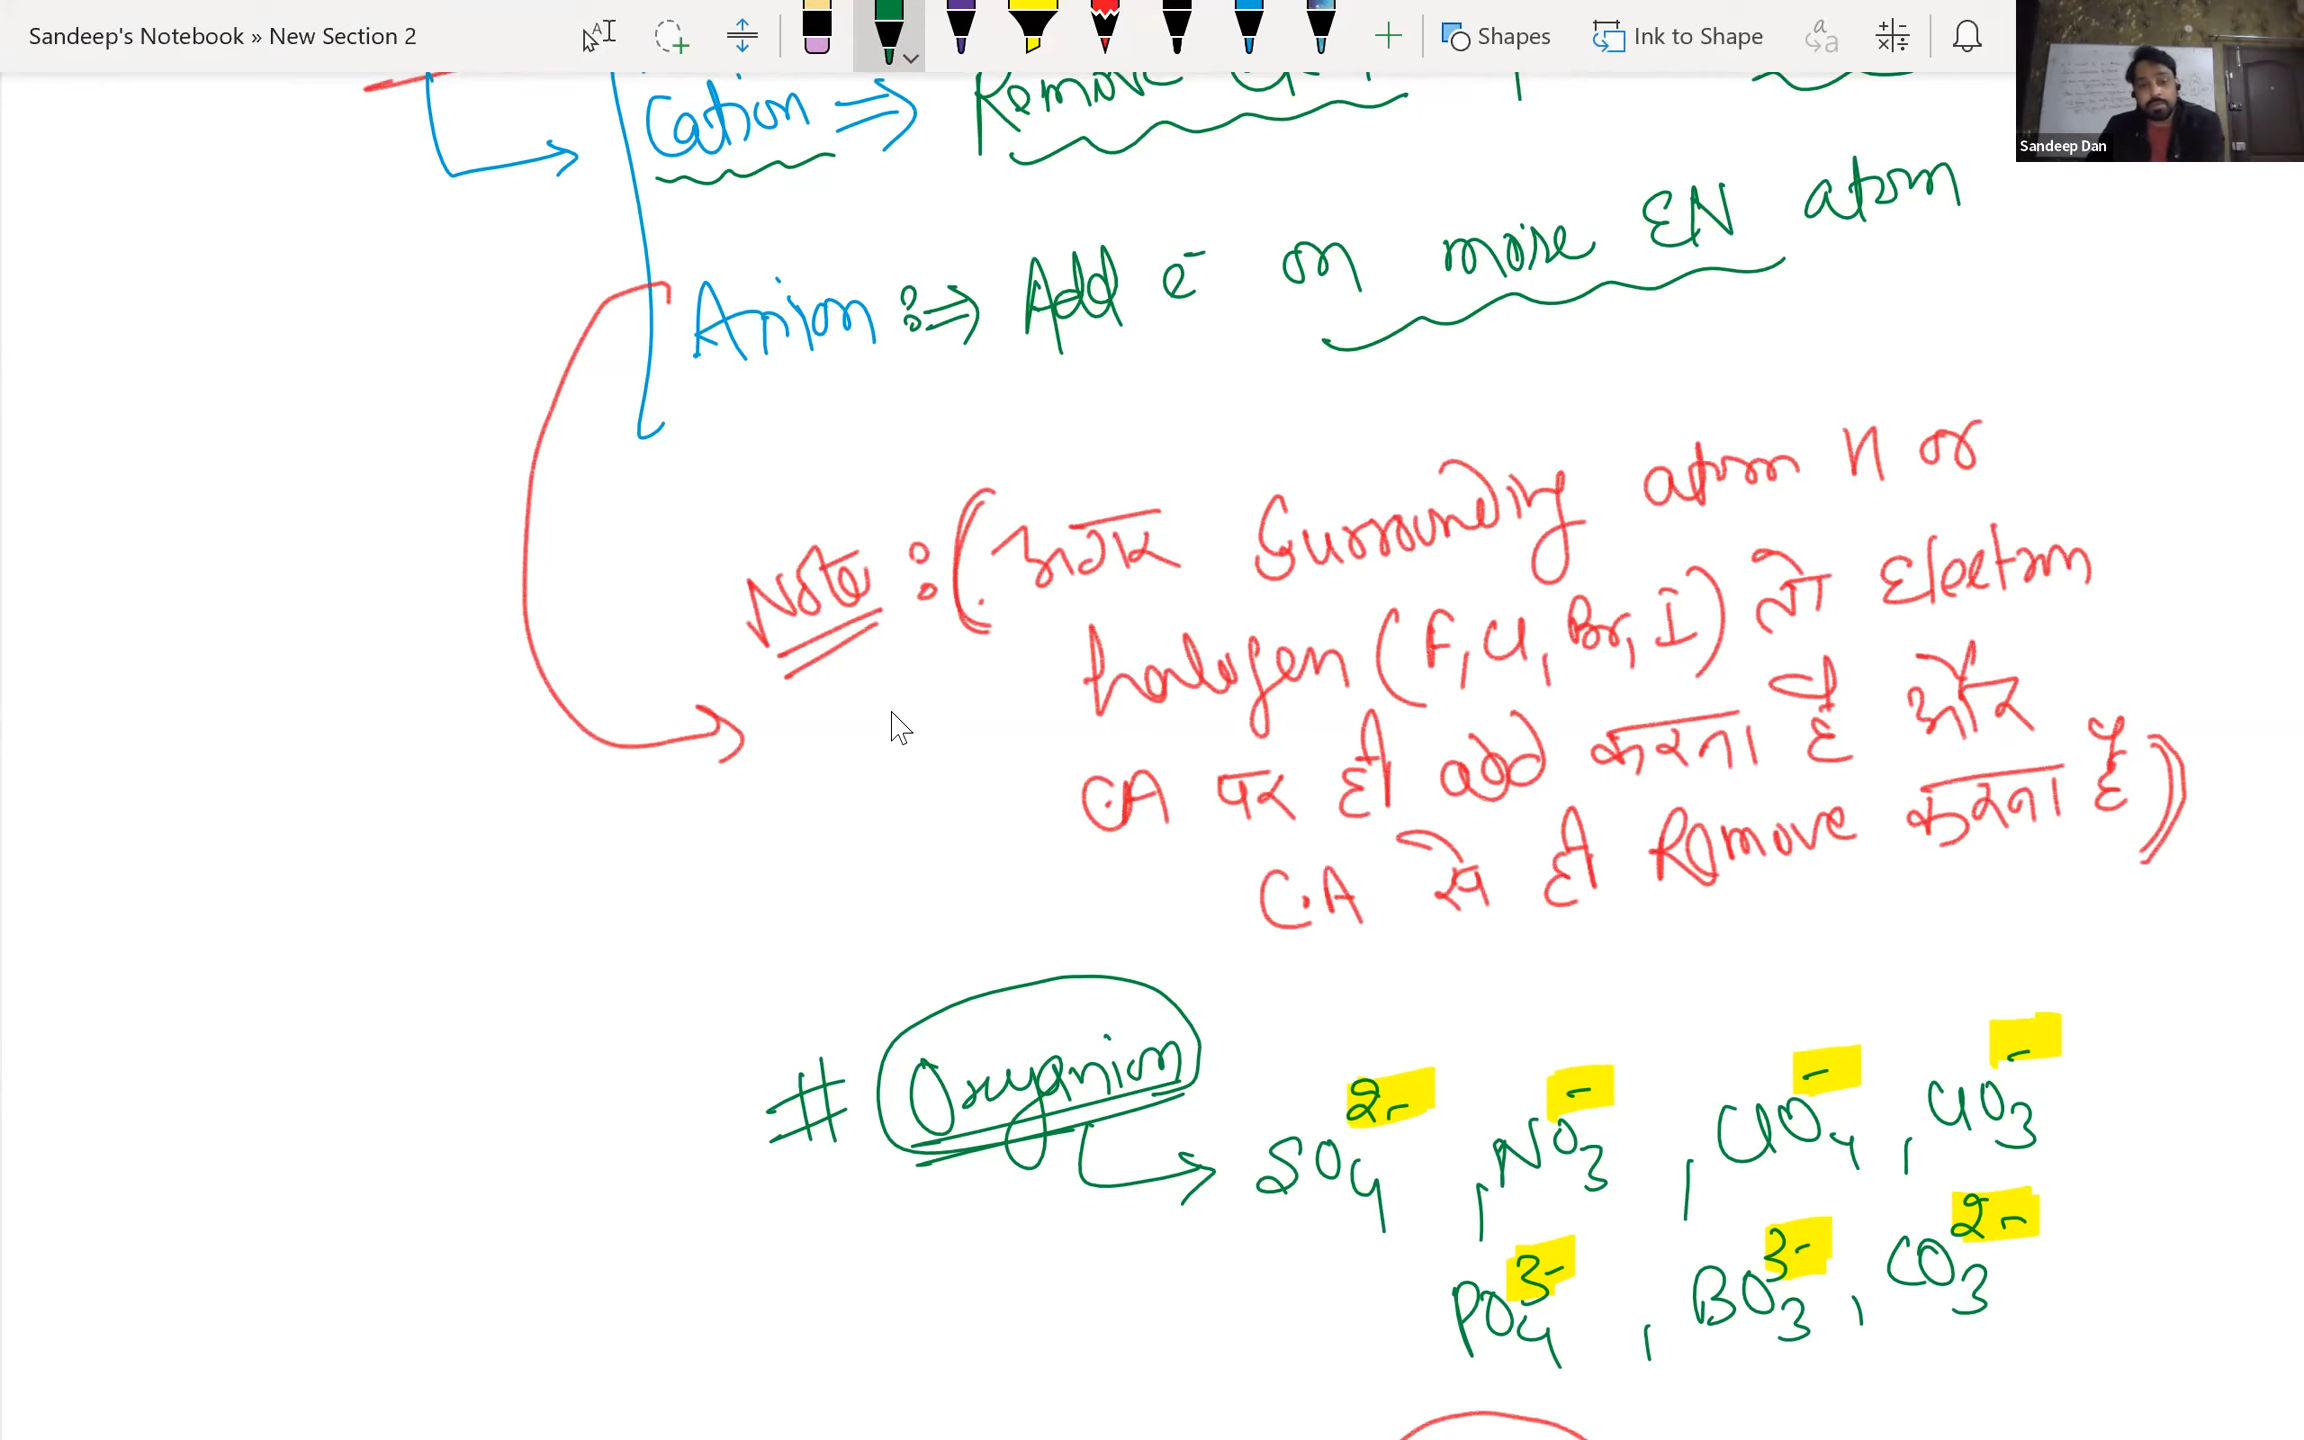 Sandeep's Notebook » New Section 2
Shapes
Ink to Shape
Sandeep Dan
Cation ⇒ Remove
Anion :⇒ Add e⁻ on more EN atom
Note : (अगर Surrounding atom H or
halogen (F, Cl, Br, I) तो Electron
CA पर ही add करना है और
C.A से ही Remove करना है)
# Oxyanion → SO₄²⁻, NO₃⁻, ClO₄⁻, ClO₃⁻
PO₄³⁻, BO₃³⁻, CO₃²⁻